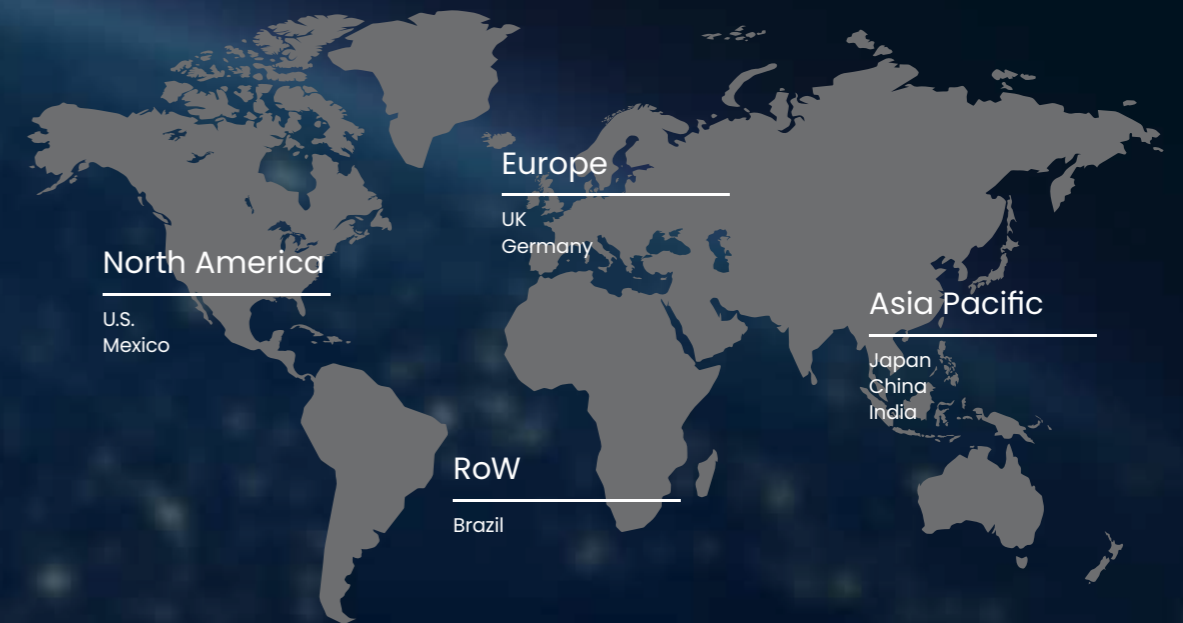 Europe
UK
Germany
North America
U.S.
Mexico
Asia Pacific
Japan
China
India
RoW
Brazil